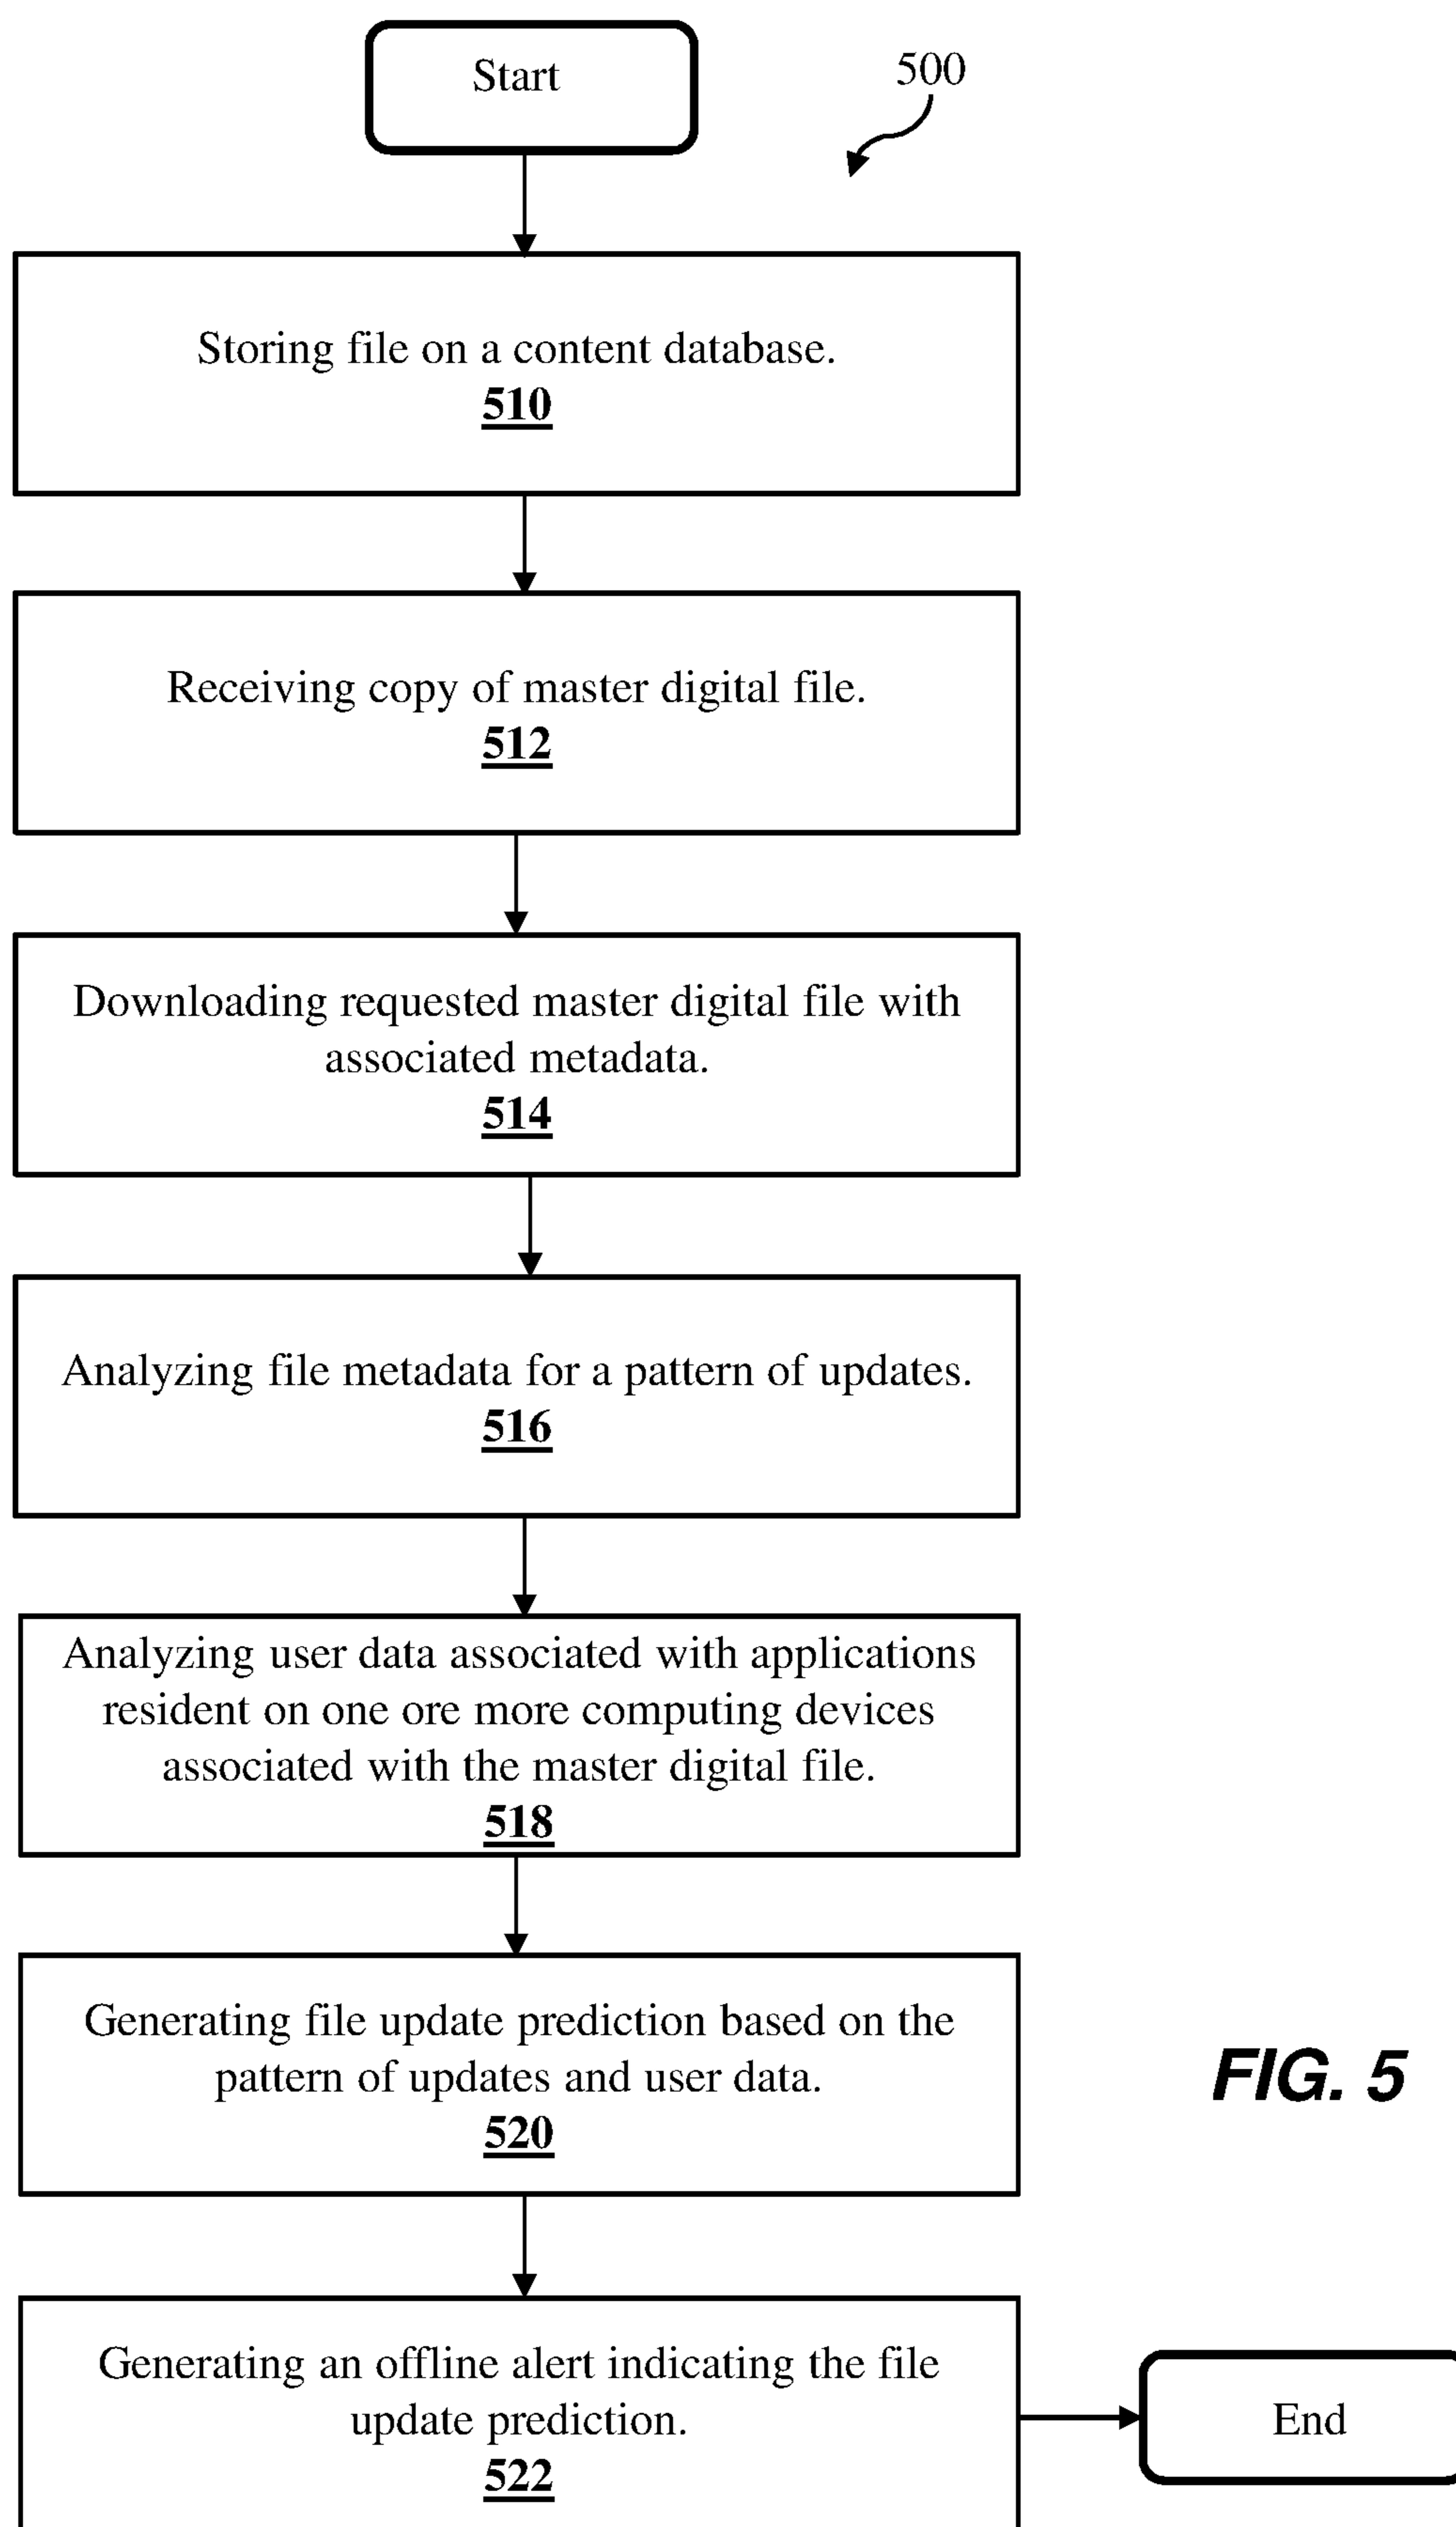 Start
500
Storing file on a content database.
510
Receiving copy of master digital file.
512
Downloading requested master digital file with
associated metadata.
514
Analyzing file metadata for a pattern of updates.
516
Analyzing user data associated with applications
resident on one ore more computing devices
associated with the master digital file.
518
Generating file update prediction based on the
pattern of updates and user data.
520
FIG. 5
Generating an offline alert indicating the file
update prediction.
522
End